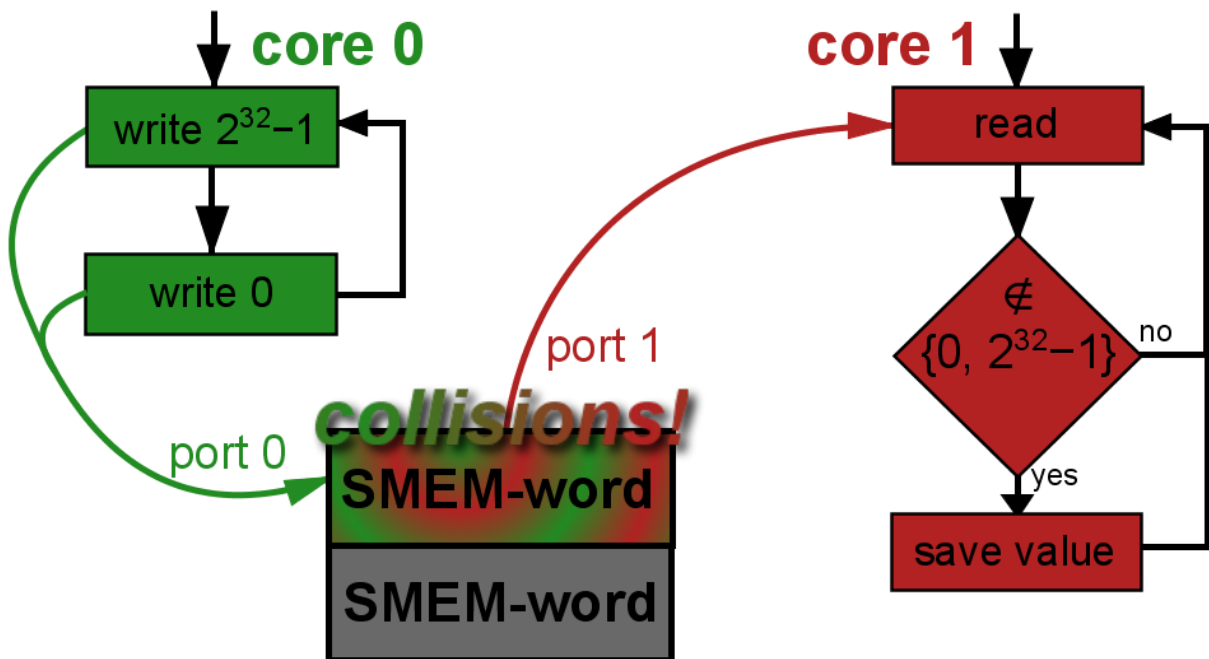 core 0
write 2³²−1
write 0
port 0
core 1
read
∉
{0, 2³²−1}
no
yes
save value
port 1
collisions!
SMEM-word
SMEM-word